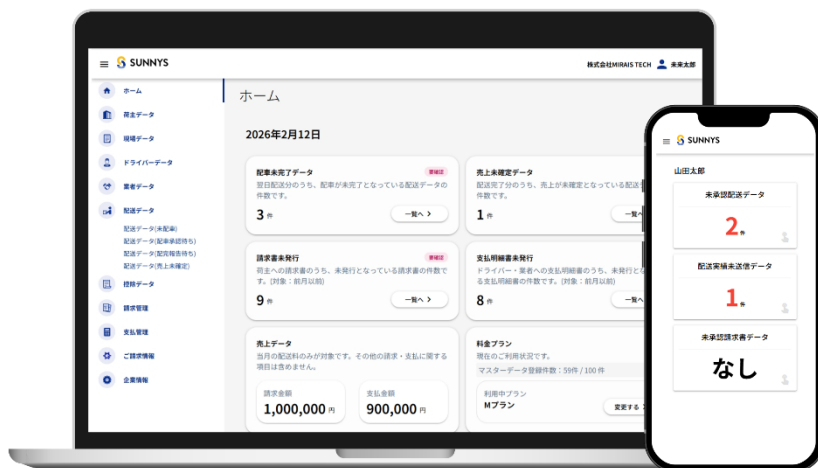 SUNNYS
株式会社MIRAIS TECH
未来太郎
ホーム
荷主データ
現場データ
ドライバーデータ
業者データ
配送データ
配送データ(未配車)
配送データ(配車承認待ち)
配送データ(配完報告待ち)
配送データ(売上未確定)
控除データ
請求管理
支払管理
ご請求情報
企業情報
ホーム
2026年2月12日
配車未完了データ
要確認
翌日配送分のうち、配車が未完了となっている配送データの
件数です。
3 件
一覧へ
売上未確定データ
配送完了分のうち、売上が未確定となっている配送
件数です。
1 件
一覧
請求書未発行
要確認
荷主への請求書のうち、未発行となっている請求書の件数で
す。(対象：前月以前)
9 件
一覧へ
支払明細書未発行
ドライバー・業者への支払明細書のうち、未発行と
る支払明細書の件数です。(対象：前月以前)
8 件
一覧
売上データ
当月の配送料のみが対象です。その他の請求・支払に関する
項目は含めません。
請求金額
1,000,000 円
支払金額
900,000 円
料金プラン
現在のご利用状況です。
マスターデータ登録件数：59件 / 100 件
利用中プラン
Mプラン
変更する
SUNNYS
山田太郎
未承認配送データ
2 件
配送実績未送信データ
1 件
未承認請求書データ
なし